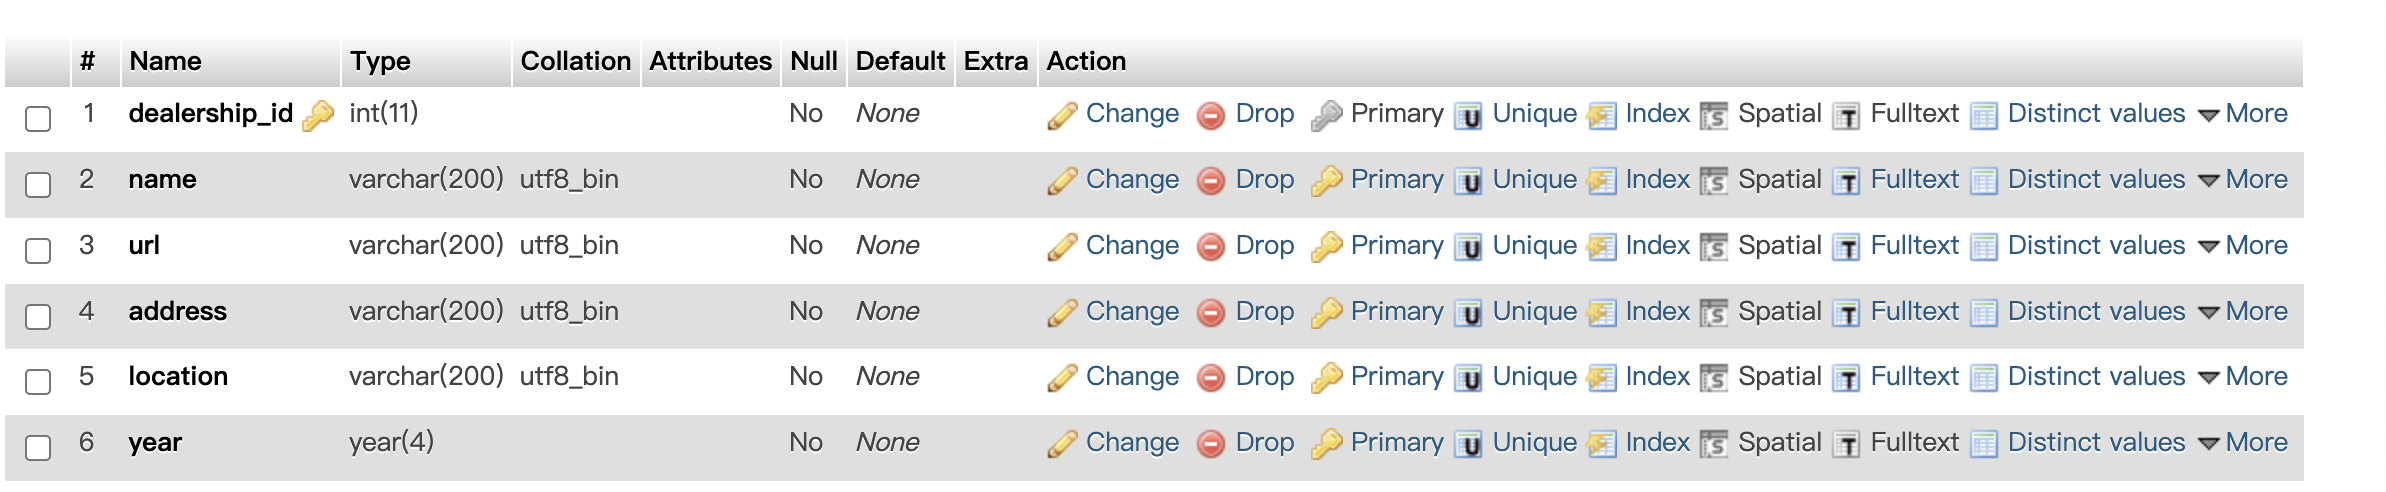 # Name Type Collation Attributes Null Default Extra Action
1 dealership_id int(11) No None Change Drop Primary Unique Index Spatial Fulltext Distinct values More
2 name varchar(200) utf8_bin No None Change Drop Primary Unique Index Spatial Fulltext Distinct values More
3 url varchar(200) utf8_bin No None Change Drop Primary Unique Index Spatial Fulltext Distinct values More
4 address varchar(200) utf8_bin No None Change Drop Primary Unique Index Spatial Fulltext Distinct values More
5 location varchar(200) utf8_bin No None Change Drop Primary Unique Index Spatial Fulltext Distinct values More
6 year year(4) No None Change Drop Primary Unique Index Spatial Fulltext Distinct values More